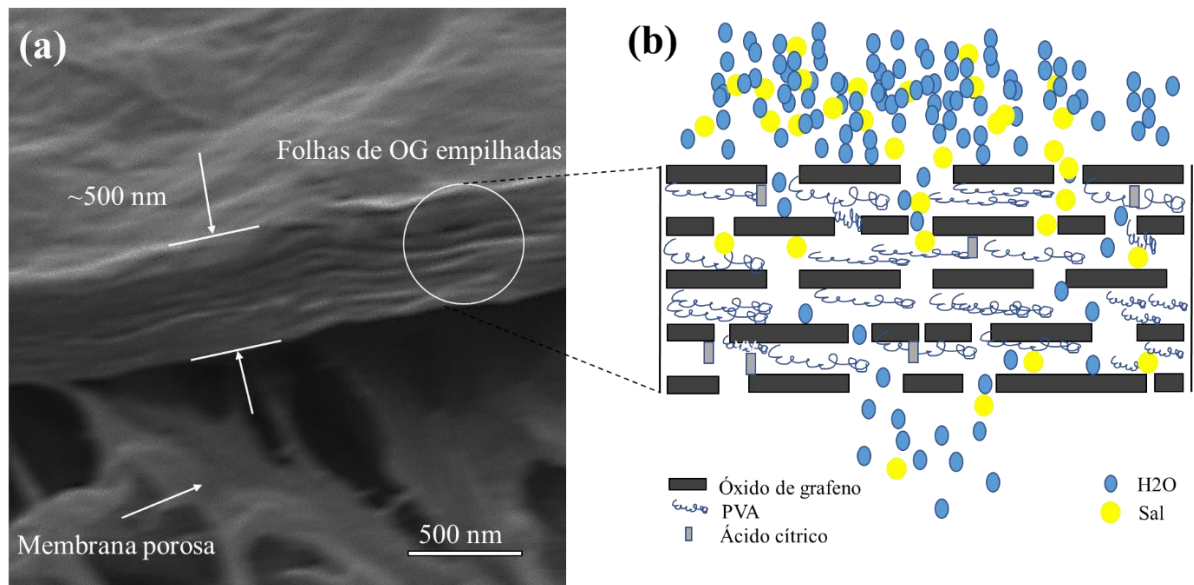 (a)
Folhas de OG empilhadas
~500 nm
Membrana porosa
500 nm
(b)
Óxido de grafeno
PVA
Ácido cítrico
H2O
Sal